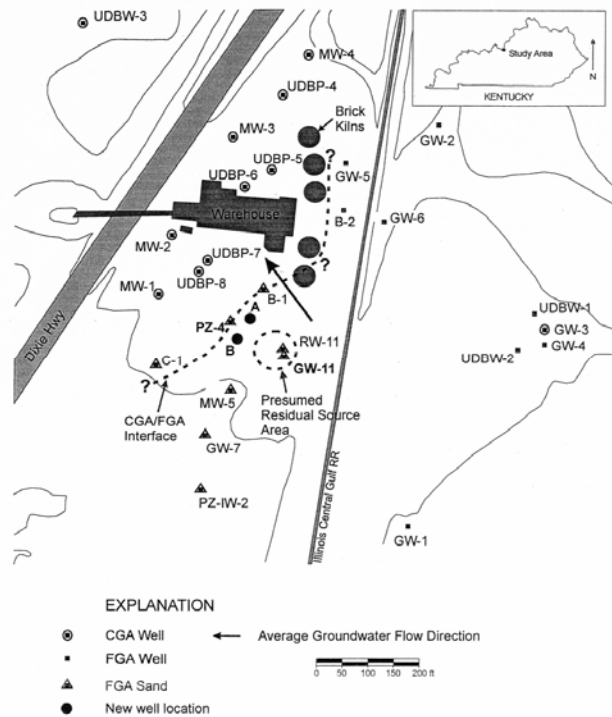 UDBW-3
MW-4
Study Area
N
KENTUCKY
UDBP-4
Brick
Kilns
MW-3
GW-2
?
UDBP-5
GW-5
UDBP-6
B-2
Warehouse
GW-6
MW-2
UDBP-7
?
UDBP-8
MW-1
B-1
A
UDBW-1
PZ-4
GW-3
B
RW-11
GW-4
UDBW-2
C-1
GW-11
?
Dixie Hwy
MW-5
Presumed
Residual Source
Area
CGA/FGA
Interface
GW-7
Illinois Central Gulf RR
PZ-IW-2
GW-1
EXPLANATION
CGA Well
Average Groundwater Flow Direction
FGA Well
FGA Sand
0 50 100 150 200 ft
New well location